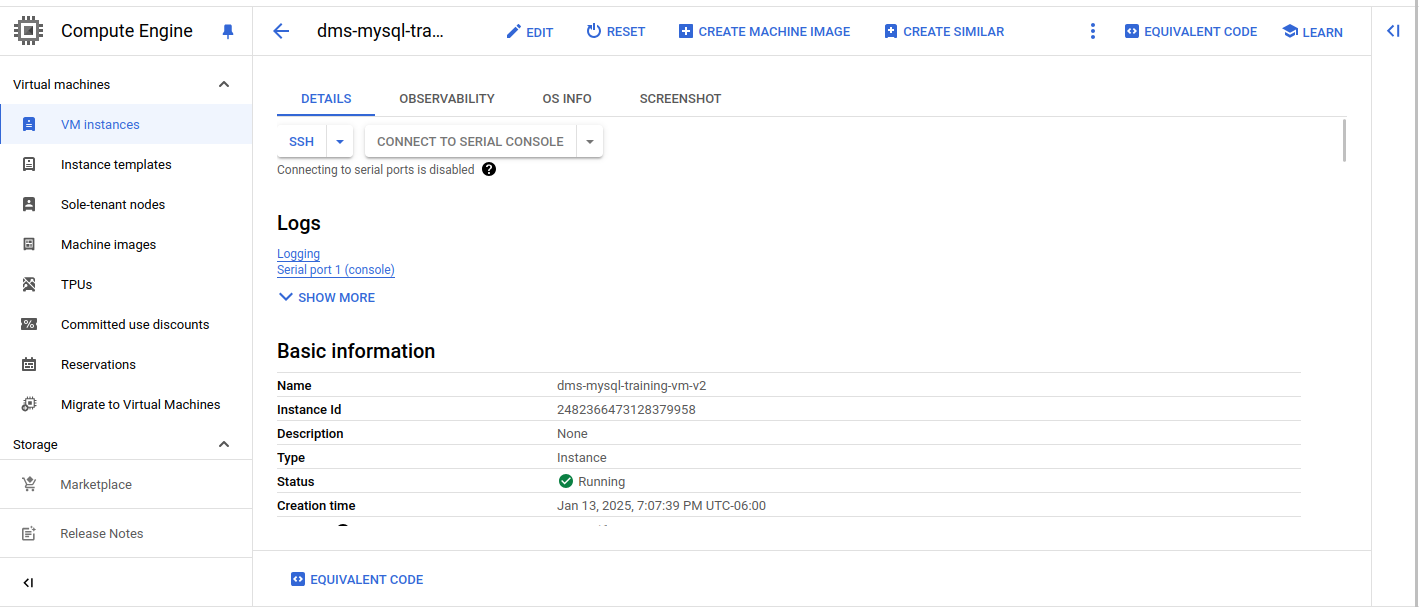 Compute Engine
dms-mysql-tra...
EDIT
RESET
CREATE MACHINE IMAGE
CREATE SIMILAR
EQUIVALENT CODE
LEARN
Virtual machines
VM instances
Instance templates
Sole-tenant nodes
Machine images
TPUs
Committed use discounts
Reservations
Migrate to Virtual Machines
Storage
Marketplace
Release Notes
DETAILS
OBSERVABILITY
OS INFO
SCREENSHOT
SSH
CONNECT TO SERIAL CONSOLE
Connecting to serial ports is disabled
Logs
Logging
Serial port 1 (console)
SHOW MORE
Basic information
Name dms-mysql-training-vm-v2
Instance Id 2482366473128379958
Description None
Type Instance
Status Running
Creation time Jan 13, 2025, 7:07:39 PM UTC-06:00
EQUIVALENT CODE